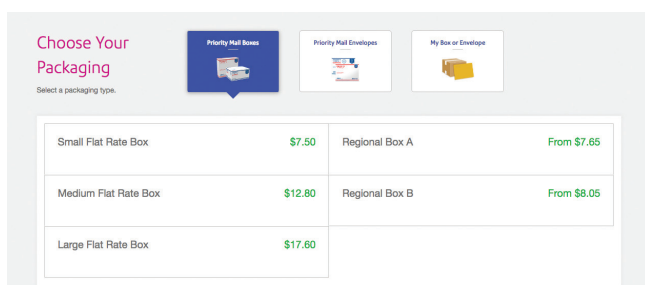 Choose Your
Packaging
Select a packaging type.
Priority Mail Boxes
Priority Mail Envelopes
My Box or Envelope
Small Flat Rate Box $7.50
Regional Box A From $7.65
Medium Flat Rate Box $12.80
Regional Box B From $8.05
Large Flat Rate Box $17.60